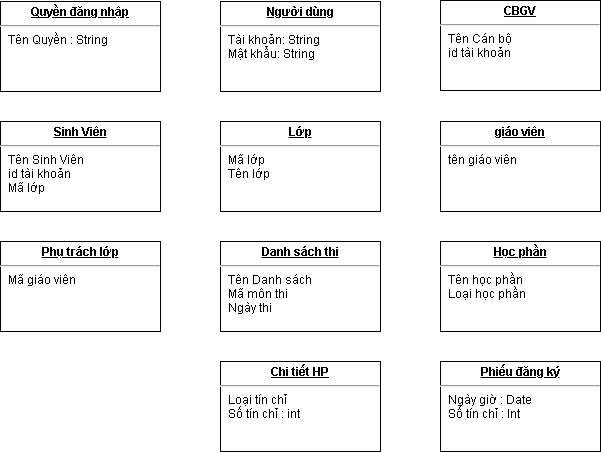 Quyền đăng nhập
Tên Quyền : String
Người dùng
Tài khoản: String
Mật khẩu: String
CBGV
Tên Cán bộ
id tài khoản
Sinh Viên
Tên Sinh Viên
id tài khoản
Mã lớp
Lớp
Mã lớp
Tên lớp
giáo viên
tên giáo viên
Phụ trách lớp
Mã giáo viên
Danh sách thi
Tên Danh sách
Mã môn thi
Ngày thi
Học phần
Tên học phần
Loại học phần
Chi tiết HP
Loại tín chỉ
Số tín chỉ : int
Phiếu đăng ký
Ngày giờ : Date
Số tín chỉ : Int